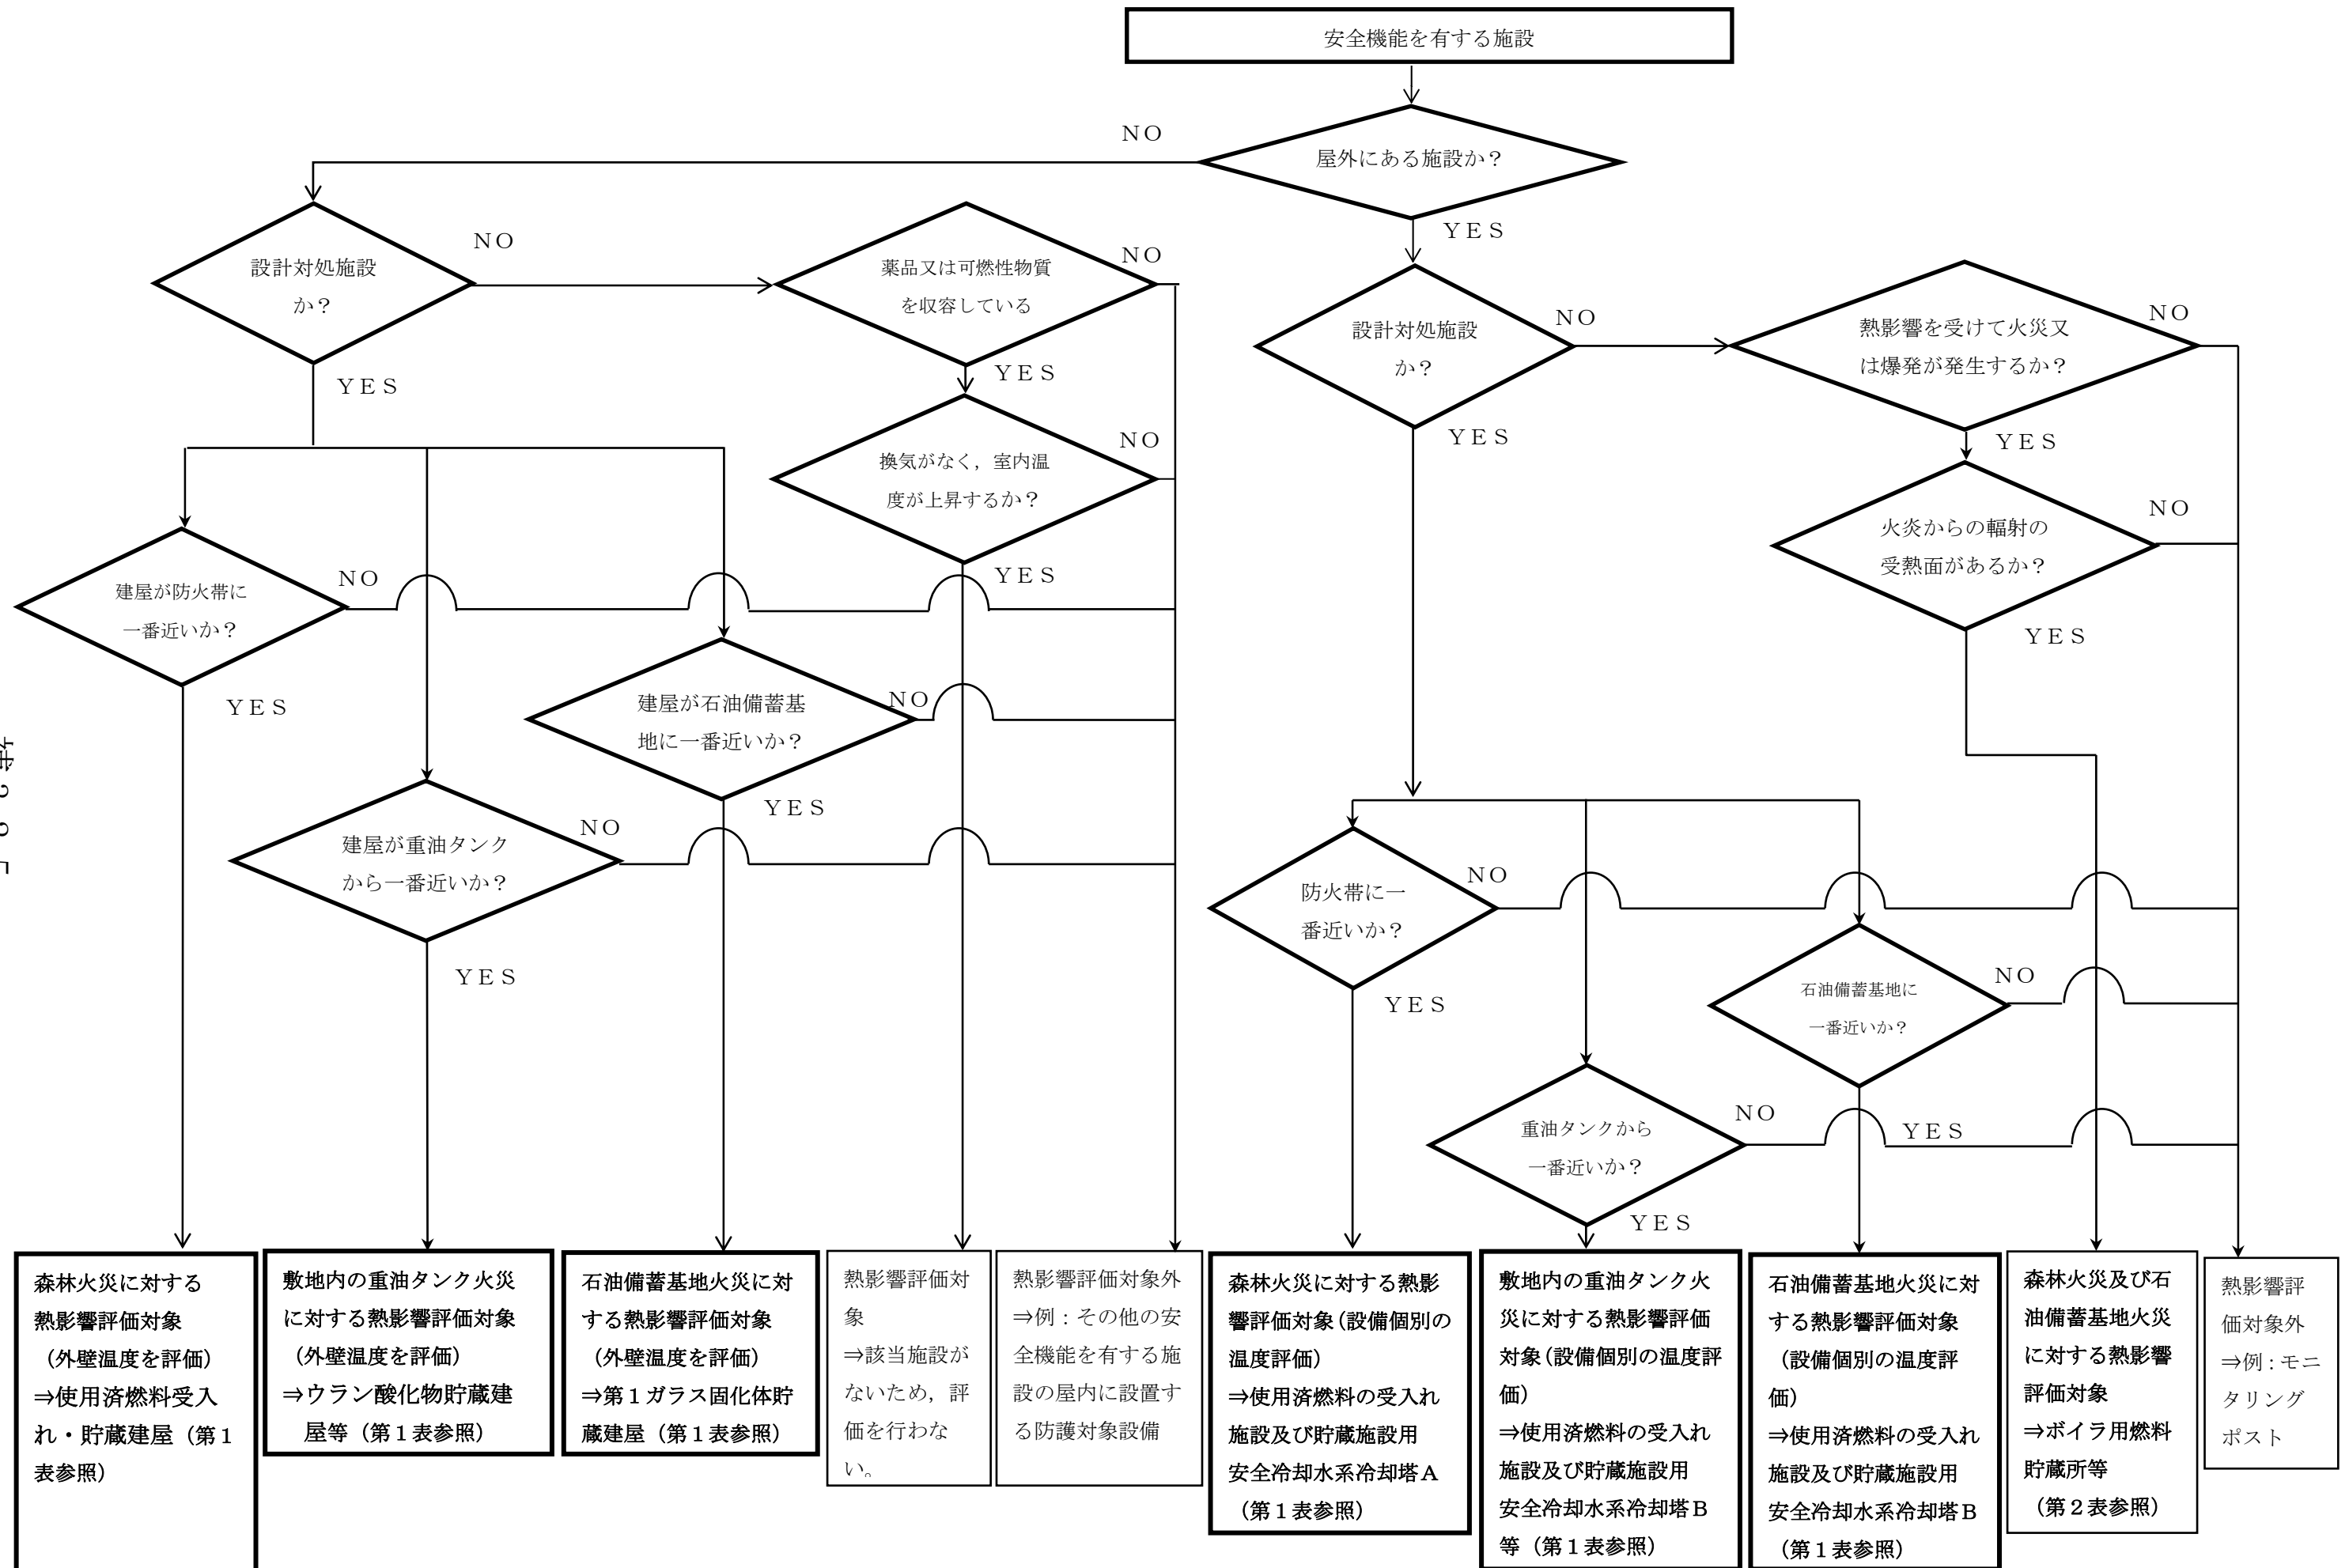 安全機能を有する施設
NO
屋外にある施設か？
YES
設計対処施設
か？
NO
YES
薬品又は可燃性物質
を収容している
NO
YES
換気がなく，室内温
度が上昇するか？
NO
YES
建屋が防火帯に
一番近いか？
NO
YES
建屋が石油備蓄基
地に一番近いか？
NO
YES
建屋が重油タンク
から一番近いか？
NO
YES
設計対処施設
か？
NO
YES
熱影響を受けて火災又
は爆発が発生するか？
NO
YES
火炎からの輻射の
受熱面があるか？
NO
YES
防火帯に一
番近いか？
NO
YES
石油備蓄基地に
一番近いか？
NO
YES
重油タンクから
一番近いか？
NO
YES
森林火災に対する
熱影響評価対象
（外壁温度を評価）
⇒使用済燃料受入
れ・貯蔵建屋（第１
表参照）
敷地内の重油タンク火災
に対する熱影響評価対象
（外壁温度を評価）
⇒ウラン酸化物貯蔵建
屋等（第１表参照）
石油備蓄基地火災に対
する熱影響評価対象
（外壁温度を評価）
⇒第１ガラス固化体貯
蔵建屋（第１表参照）
熱影響評価対
象
⇒該当施設が
ないため，評
価を行わな
い。
熱影響評価対象外
⇒例：その他の安
全機能を有する施
設の屋内に設置す
る防護対象設備
森林火災に対する熱影
響評価対象(設備個別の
温度評価）
⇒使用済燃料の受入れ
施設及び貯蔵施設用
安全冷却水系冷却塔Ａ
（第１表参照）
敷地内の重油タンク火
災に対する熱影響評価
対象(設備個別の温度評
価）
⇒使用済燃料の受入れ
施設及び貯蔵施設用
安全冷却水系冷却塔Ｂ
等（第１表参照）
石油備蓄基地火災に対
する熱影響評価対象
（設備個別の温度評
価）
⇒使用済燃料の受入れ
施設及び貯蔵施設用
安全冷却水系冷却塔Ｂ
（第１表参照）
森林火災及び石
油備蓄基地火災
に対する熱影響
評価対象
⇒ボイラ用燃料
貯蔵所等
（第２表参照）
熱影響評
価対象外
⇒例：モニ
タリング
ポスト